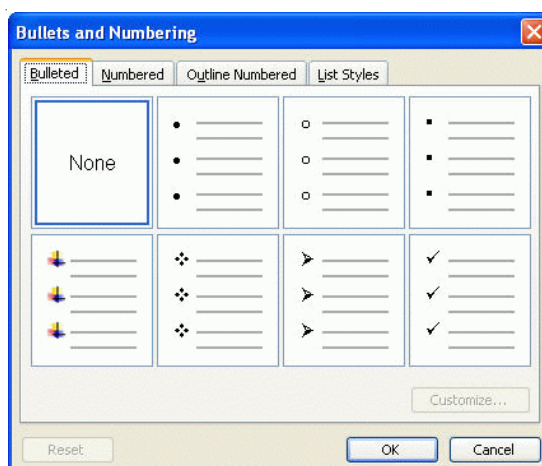 Bullets and Numbering
Bulleted Numbered Outline Numbered List Styles
None
Customize...
Reset OK Cancel